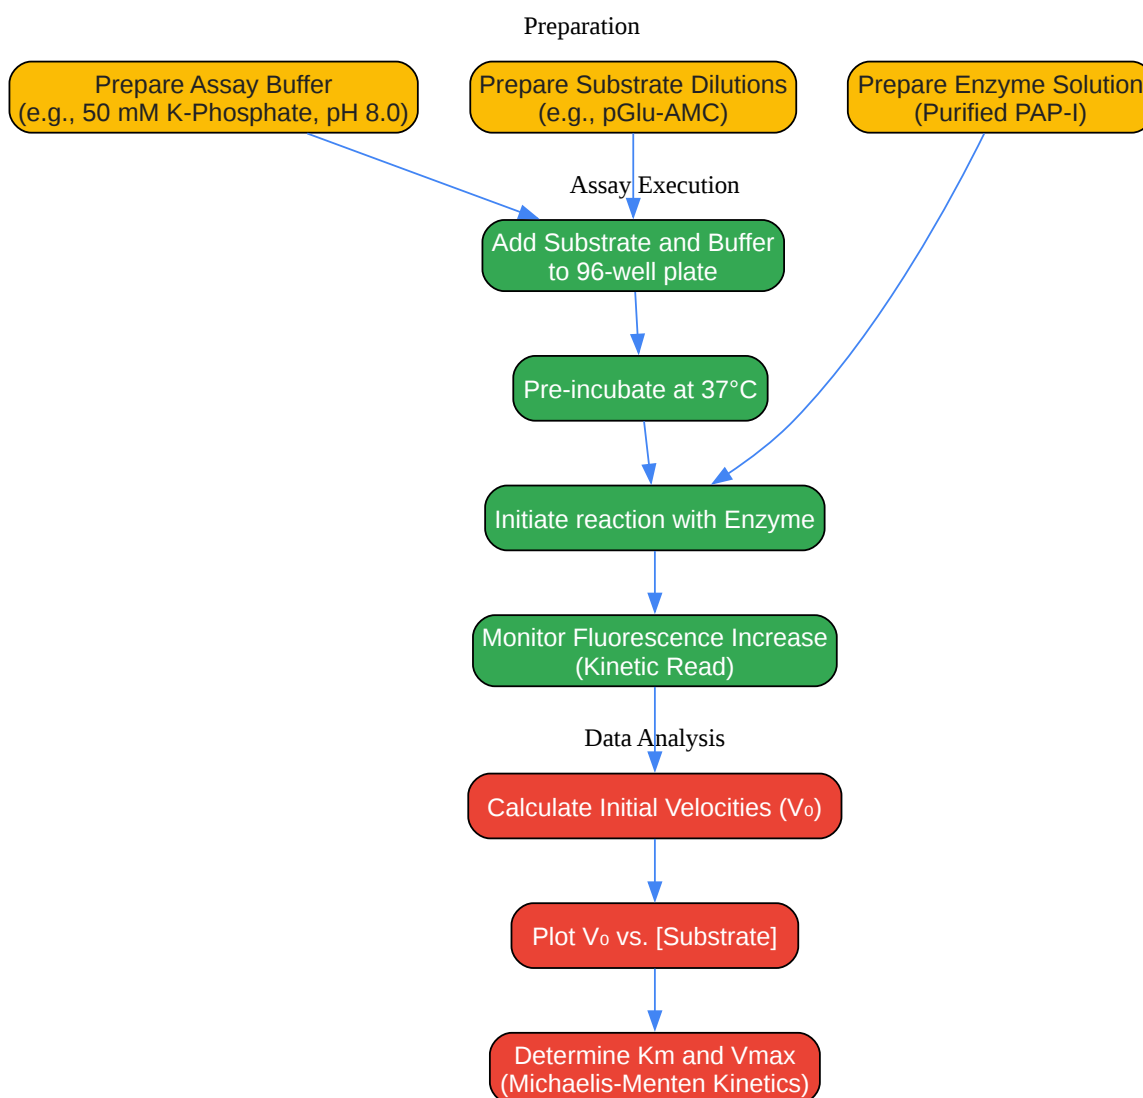 Preparation
Prepare Assay Buffer
(e.g., 50 mM K-Phosphate, pH 8.0)
Prepare Substrate Dilutions
(e.g., pGlu-AMC)
Prepare Enzyme Solution
(Purified PAP-I)
Assay Execution
Add Substrate and Buffer
to 96-well plate
Pre-incubate at 37°C
Initiate reaction with Enzyme
Monitor Fluorescence Increase
(Kinetic Read)
Data Analysis
Calculate Initial Velocities (V₀)
Plot V₀ vs. [Substrate]
Determine Km and Vmax
(Michaelis-Menten Kinetics)